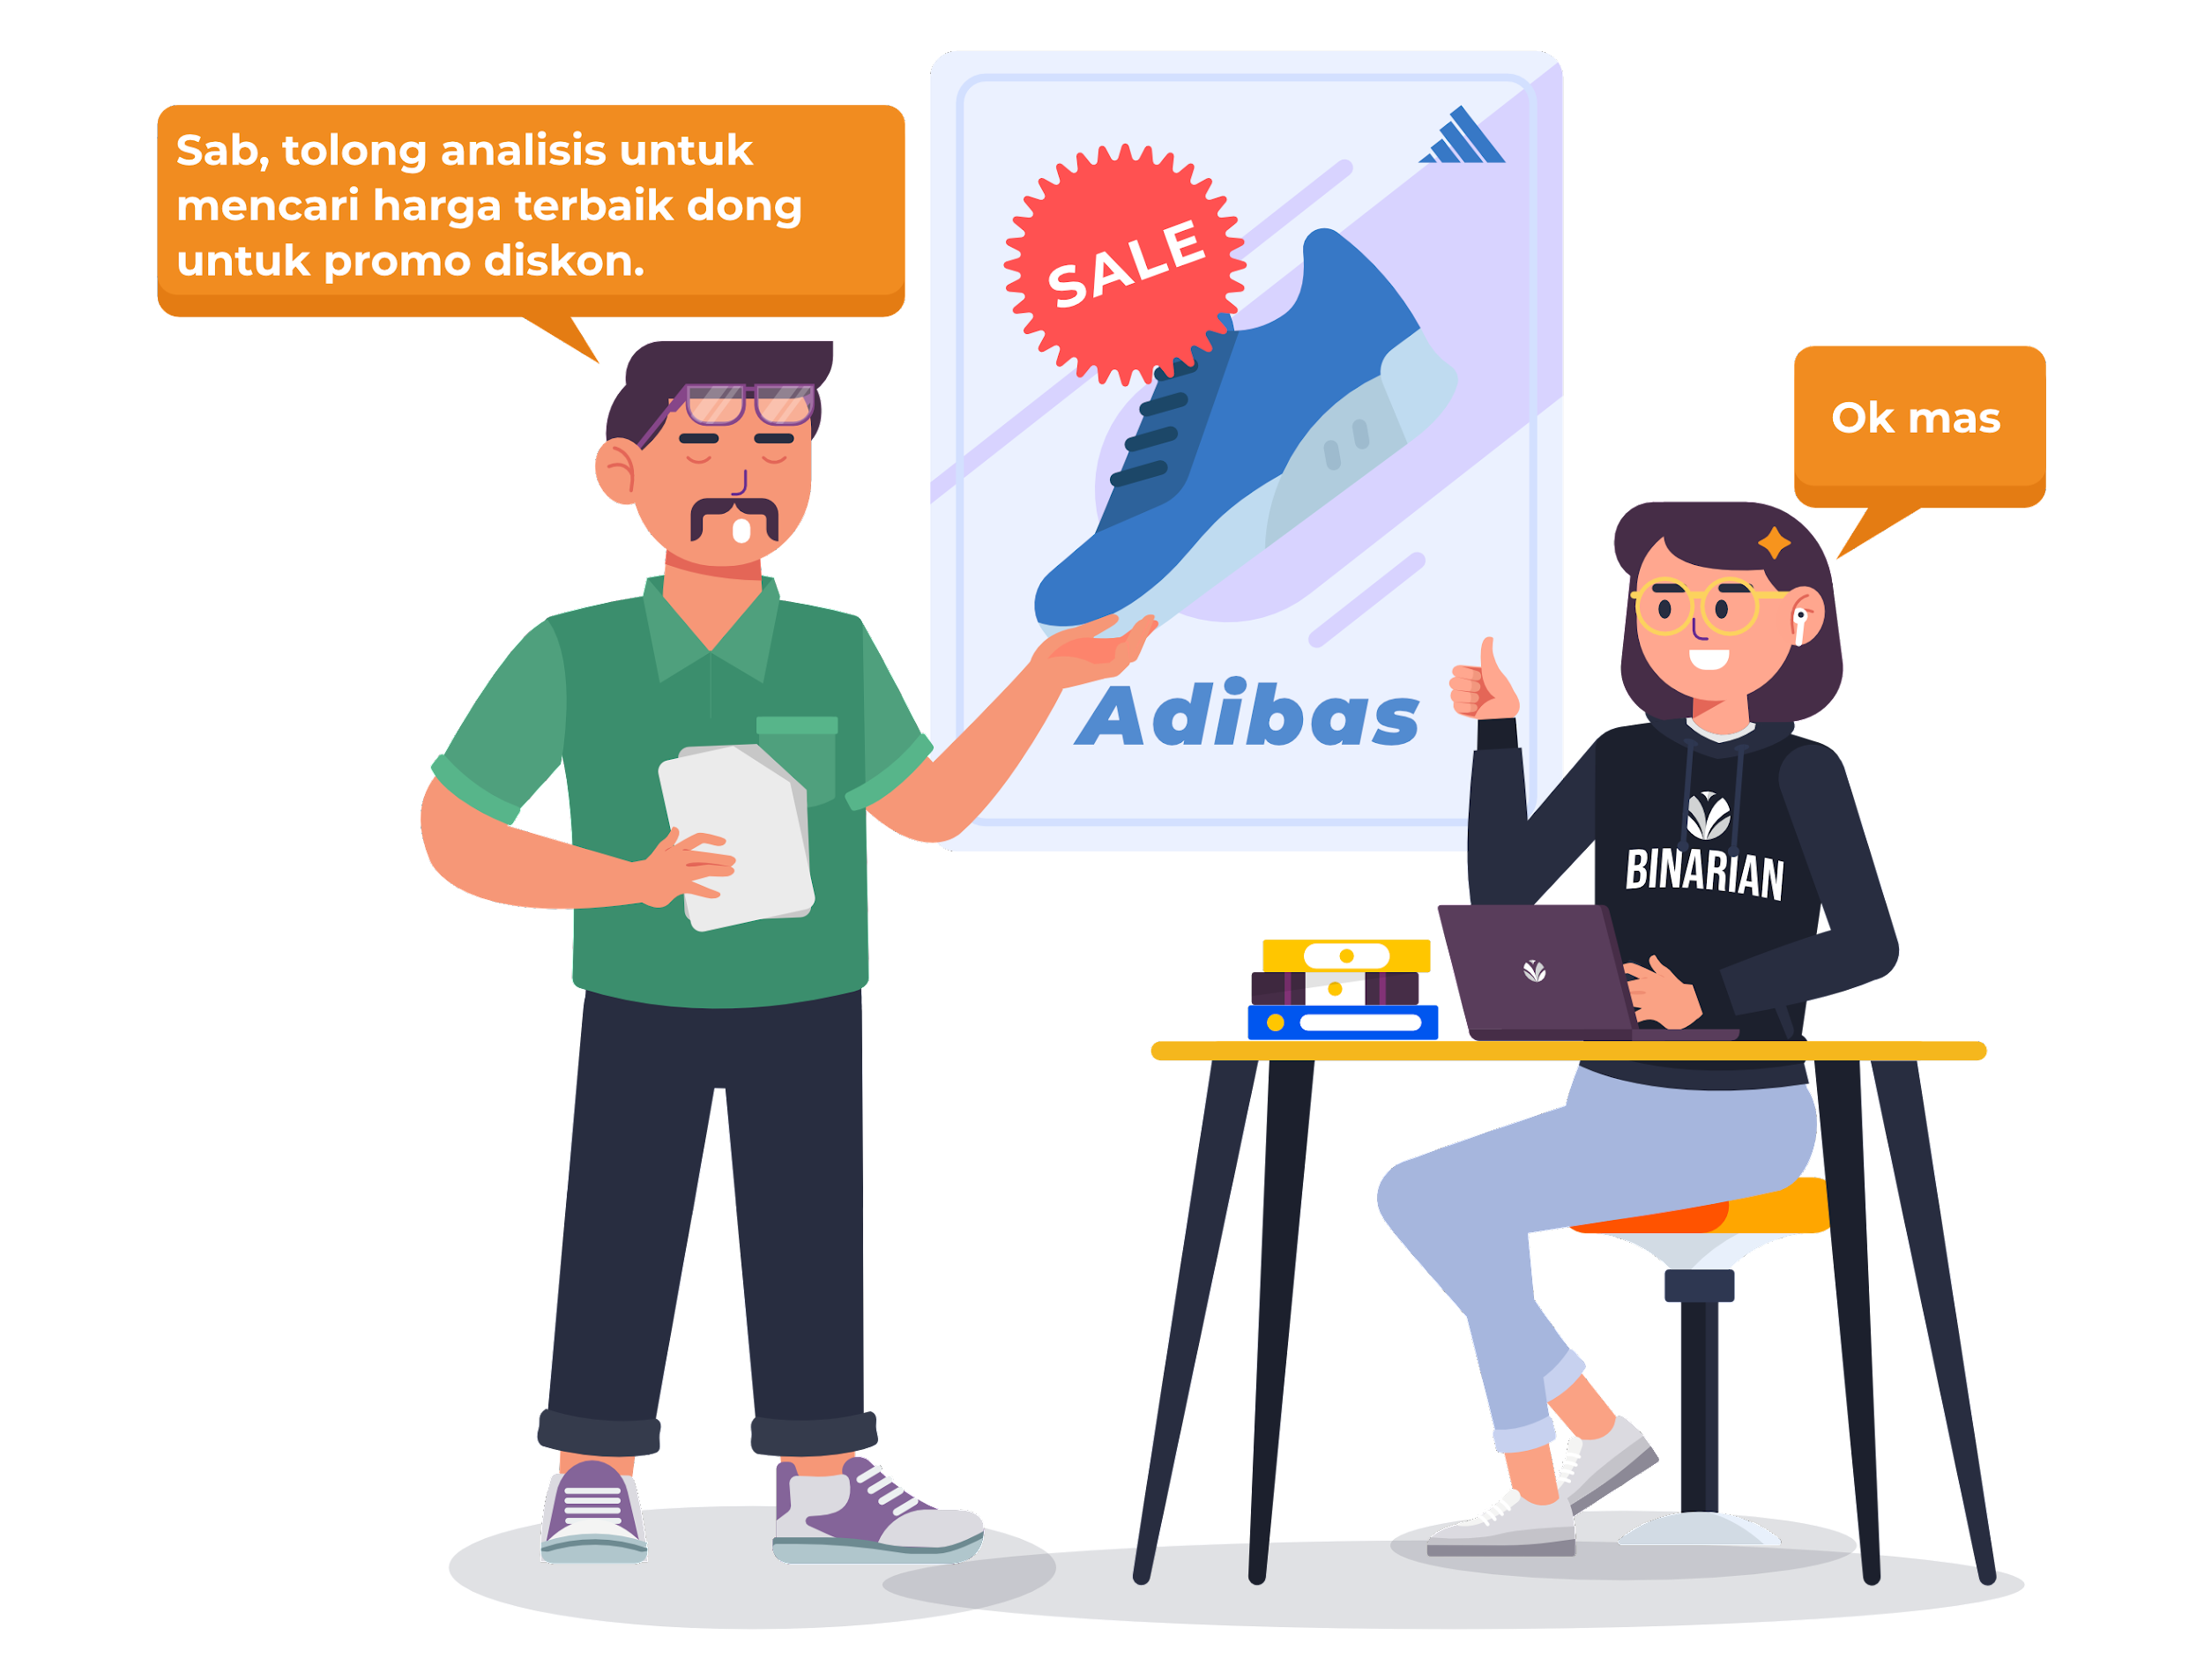 Sab, tolong analisis untuk
mencari harga terbaik dong
untuk promo diskon.
SALE
Adibas
Ok mas
BINARIAN